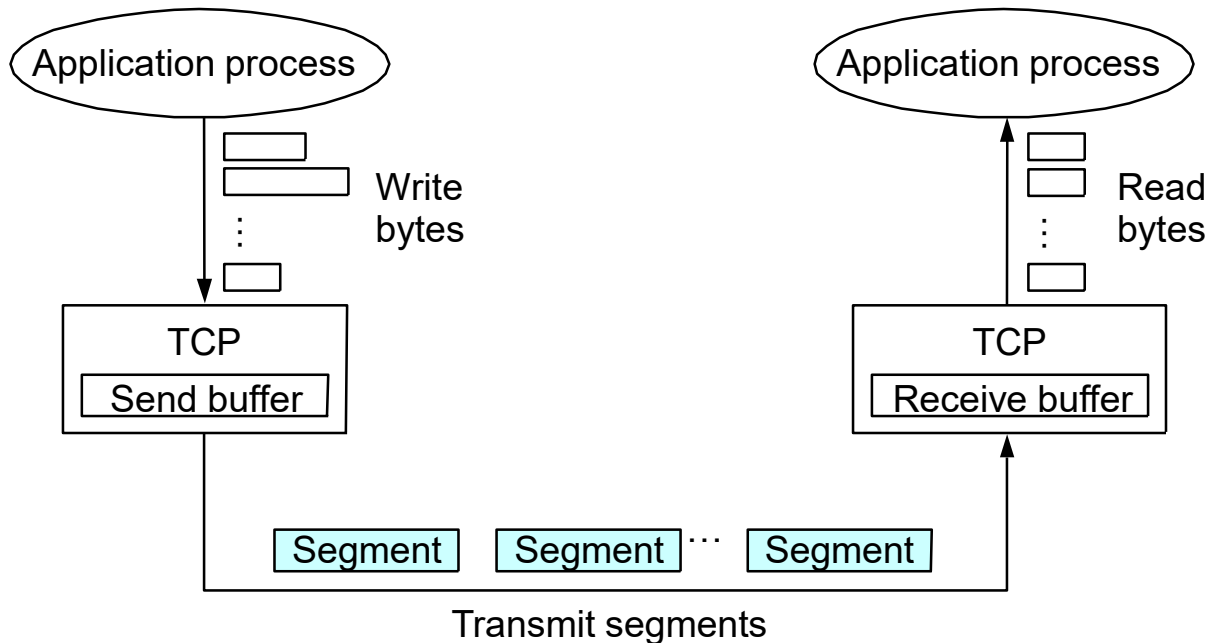 Application process
Application process
Write
bytes
⋮
Read
bytes
⋮
TCP
TCP
Send buffer
Receive buffer
Segment
Segment
...
Segment
Transmit segments